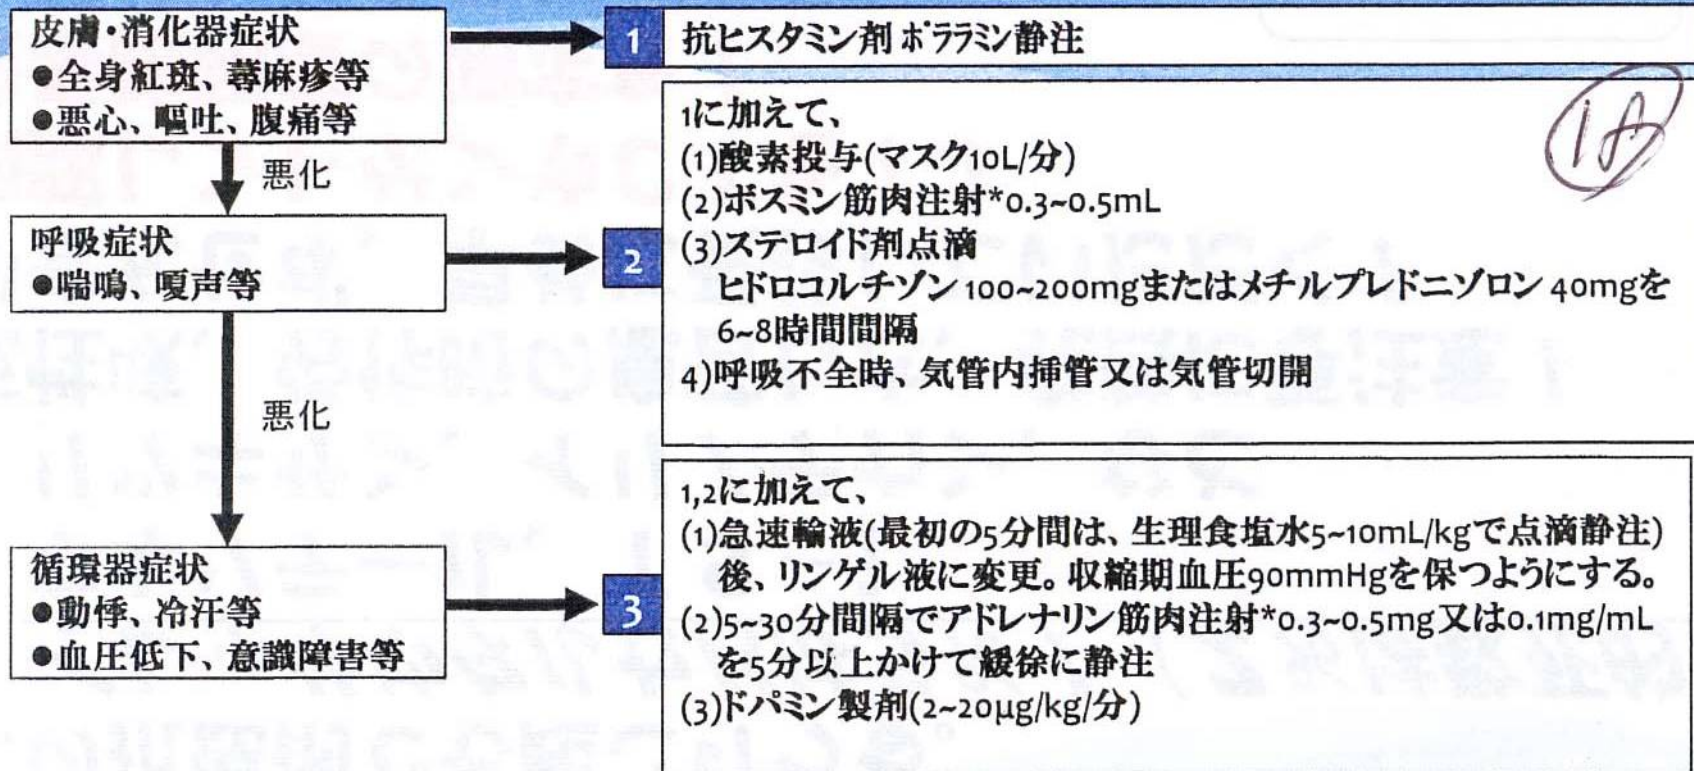 皮膚・消化器症状
●全身紅斑、蕁麻疹等
●悪心、嘔吐、腹痛等
1
抗ヒスタミン剤 ポララミン静注
悪化
呼吸症状
●喘鳴、嗄声等
2
1に加えて、
(1)酸素投与(マスク10L/分)
(2)ボスミン筋肉注射*0.3~0.5mL
(3)ステロイド剤点滴
ヒドロコルチゾン 100~200mgまたはメチルプレドニゾロン 40mgを
6~8時間間隔
4)呼吸不全時、気管内挿管又は気管切開
悪化
循環器症状
●動悸、冷汗等
●血圧低下、意識障害等
3
1,2に加えて、
(1)急速輸液(最初の5分間は、生理食塩水5~10mL/kgで点滴静注)
後、リンゲル液に変更。収縮期血圧90mmHgを保つようにする。
(2)5~30分間隔でアドレナリン筋肉注射*0.3~0.5mg又は0.1mg/mL
を5分以上かけて緩徐に静注
(3)ドパミン製剤(2~20μg/kg/分)